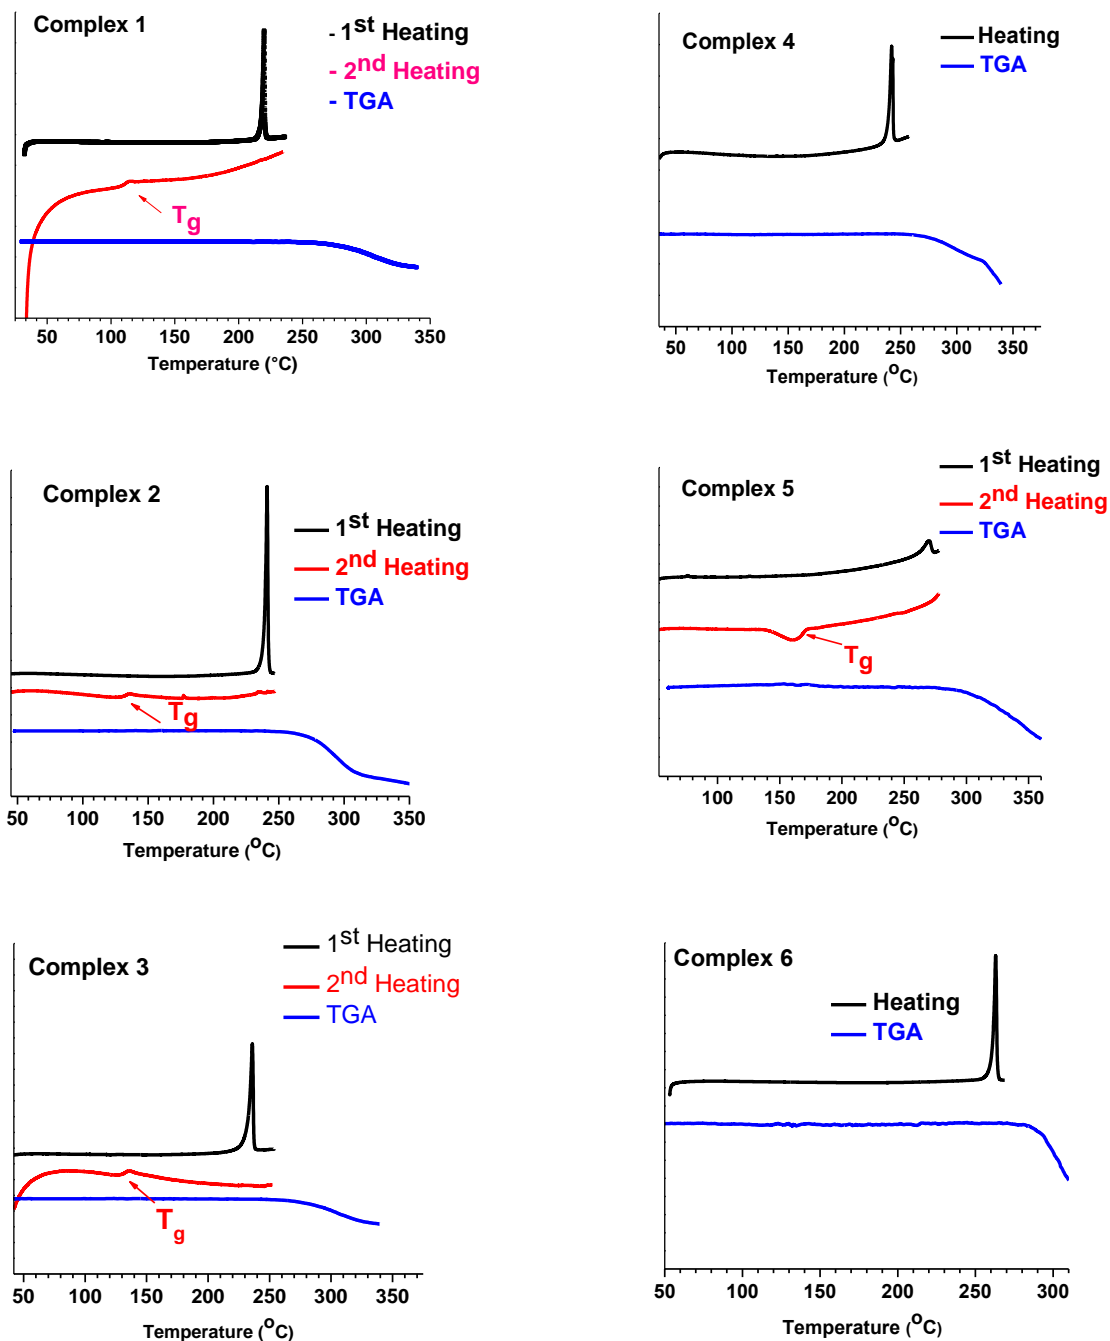 Complex 1
- 1st Heating
- 2nd Heating
- TGA
Tg
50 100 150 200 250 300 350
Temperature (°C)
Complex 4
Heating
TGA
50 100 150 200 250 300 350
Temperature (OC)
Complex 2
1st Heating
2nd Heating
TGA
Tg
50 100 150 200 250 300 350
Temperature (OC)
Complex 5
1st Heating
2nd Heating
TGA
Tg
100 150 200 250 300 350
Temperature (OC)
Complex 3
1st Heating
2nd Heating
TGA
Tg
50 100 150 200 250 300 350
Temperature (OC)
Complex 6
Heating
TGA
50 100 150 200 250 300
Temperature (OC)